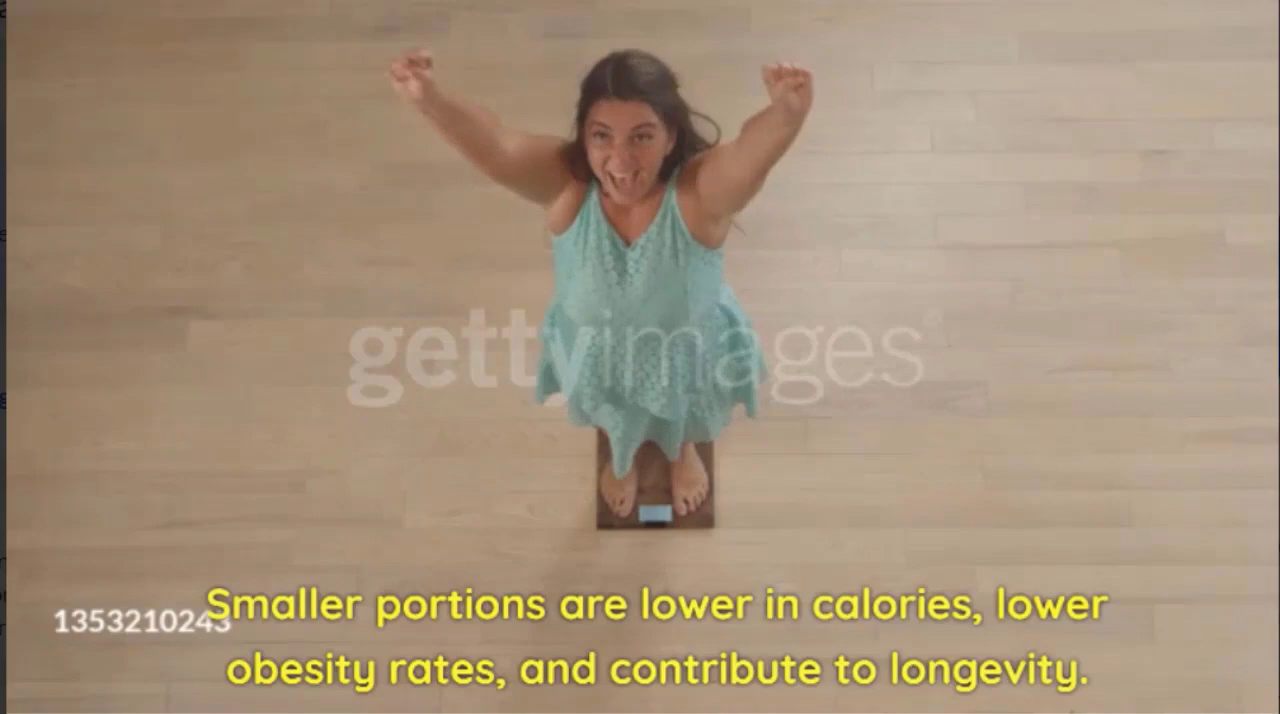 gettyimages
1353210243
Smaller portions are lower in calories, lower
obesity rates, and contribute to longevity.